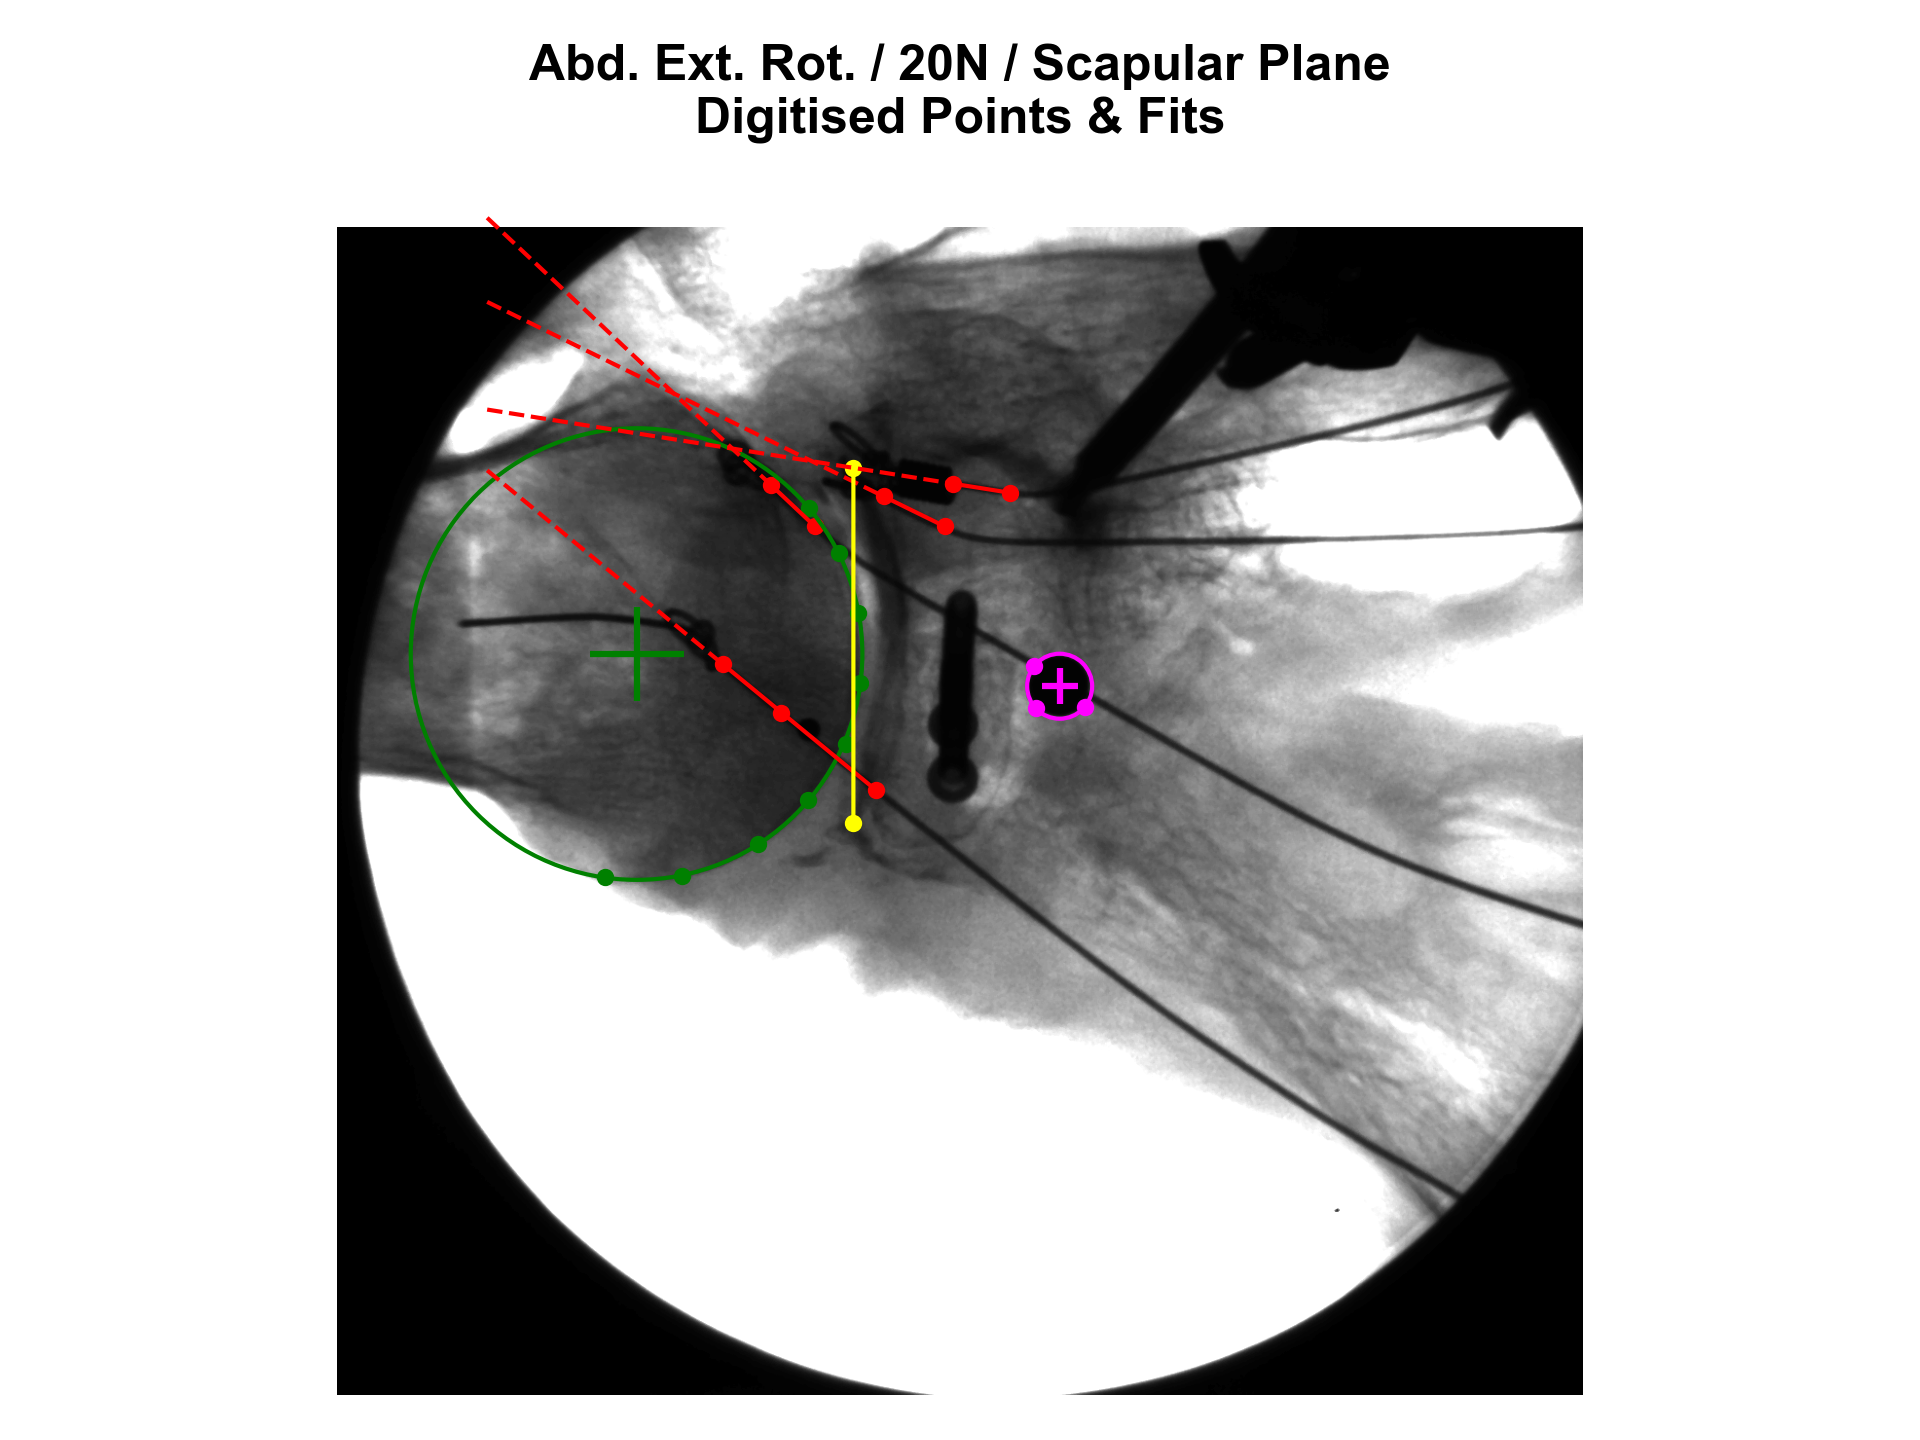 Abd. Ext. Rot. / 20N / Scapular Plane
Digitised Points & Fits